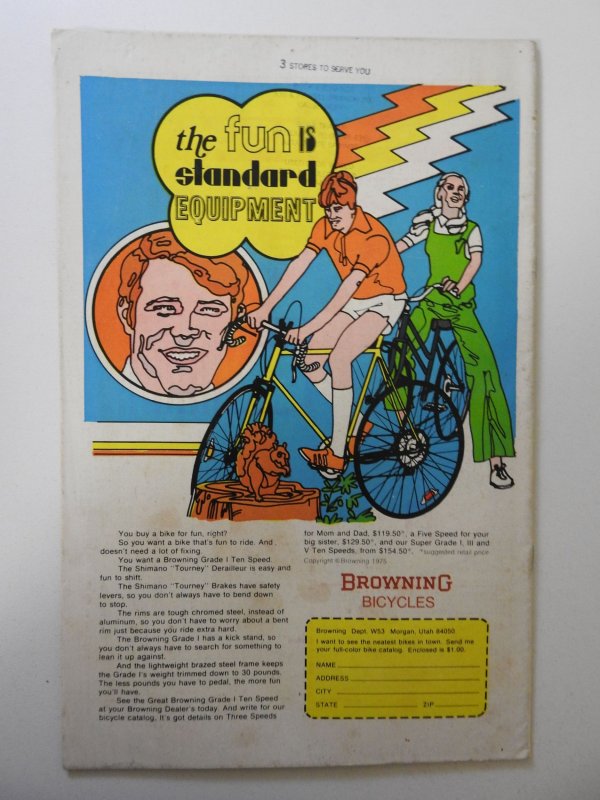 3 STORES TO SERVE YOU
the fun IS
standard
EQUIPMENT
You buy a bike for fun, right?
So you want a bike that's fun to ride. And
doesn't need a lot of fixing.
You want a Browning Grade I Ten Speed.
The Shimano "Tourney" Derailleur is easy and
fun to shift.
The Shimano "Tourney" Brakes have safety
levers, so you don't always have to bend down
to stop.
The rims are tough chromed steel, instead of
aluminum, so you don't have to worry about a bent
rim just because you ride extra hard.
The Browning Grade I has a kick stand, so
you don't always have to search for something to
lean it up against.
And the lightweight brazed steel frame keeps
the Grade I's weight trimmed down to 30 pounds.
The less pounds you have to pedal, the more fun
you'll have.
See the Great Browning Grade I Ten Speed
at your Browning Dealer's today. And write for our
bicycle catalog. It's got details on Three Speeds
for Mom and Dad, $119.50*, a Five Speed for your
big sister, $129.50*, and our Super Grade I, III and
V Ten Speeds, from $154.50*. *suggested retail price
Copyright © Browning 1975
BROWNING
BICYCLES
Browning Dept. W53 Morgan, Utah 84050
I want to see the neatest bikes in town. Send me
your full-color bike catalog. Enclosed is $1.00.
NAME
ADDRESS
CITY
STATE ZIP